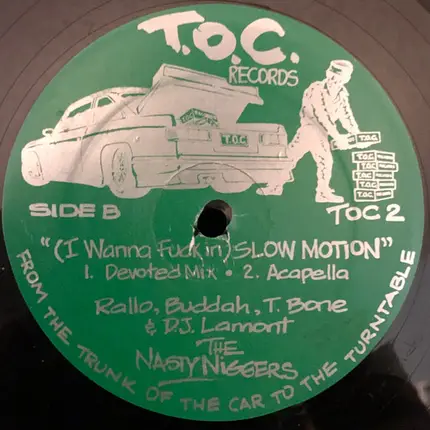 T.O.C.
RECORDS
T.O.C.
T.O.C.
T.O.C.
T.O.C.
T.O.C.
T.O.C.
SIDE B
TOC 2
"(I Wanna Fuck in) SLOW MOTION"
1. Devoted Mix • 2. Acapella
Rallo, Buddah, T. Bone
& D.J. Lamont
THE
NASTY NIGGERS
FROM THE TRUNK OF THE CAR TO THE TURNTABLE